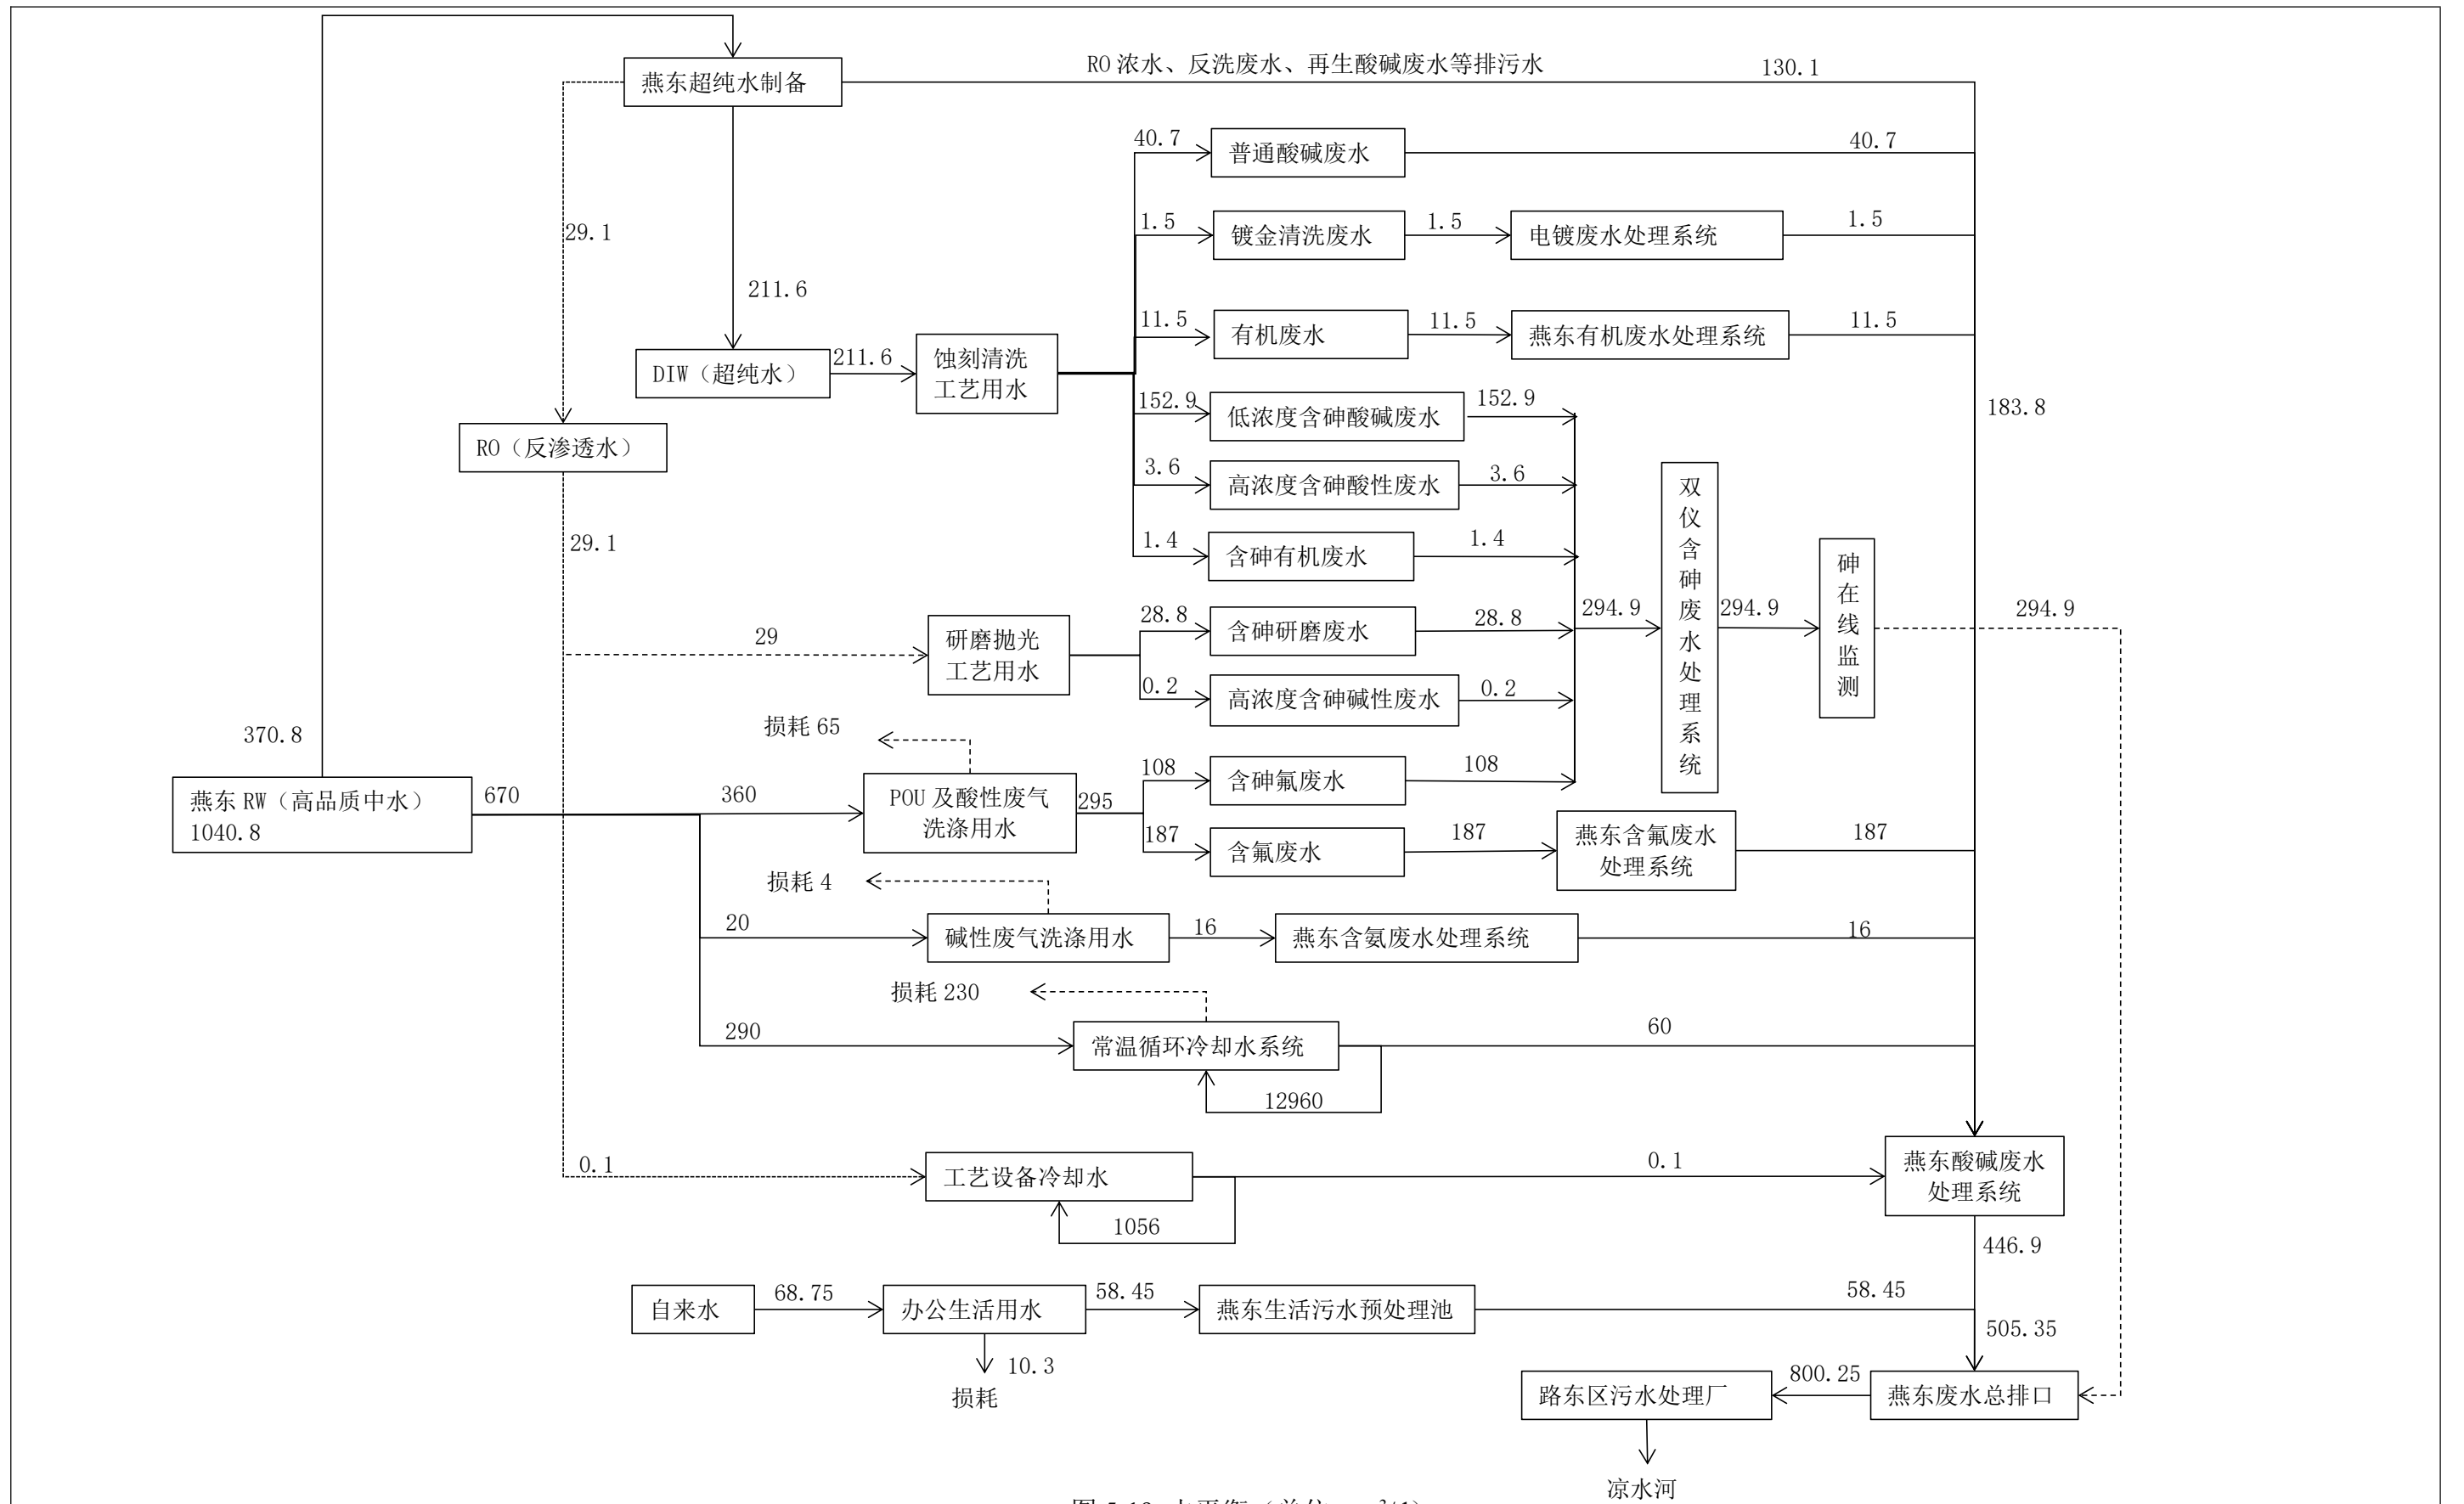 RO 浓水、反洗废水、再生酸碱废水等排污水
130.1
燕东超纯水制备
40.7
普通酸碱废水
40.7
29.1
1.5
镀金清洗废水
1.5
电镀废水处理系统
1.5
211.6
11.5
有机废水
11.5
燕东有机废水处理系统
11.5
DIW（超纯水）
211.6
蚀刻清洗
工艺用水
152.9
低浓度含砷酸碱废水
152.9
183.8
RO（反渗透水）
3.6
高浓度含砷酸性废水
3.6
29.1
1.4
含砷有机废水
1.4
双
仪
含
砷
废
水
处
理
系
统
砷
在
线
监
测
29
研磨抛光
工艺用水
28.8
含砷研磨废水
28.8
294.9
294.9
294.9
0.2
高浓度含砷碱性废水
0.2
损耗 65
370.8
燕东 RW（高品质中水）
1040.8
670
360
POU 及酸性废气
洗涤用水
295
108
含砷氟废水
108
187
含氟废水
187
燕东含氟废水
处理系统
187
损耗 4
20
碱性废气洗涤用水
16
燕东含氨废水处理系统
16
损耗 230
290
常温循环冷却水系统
60
12960
0.1
工艺设备冷却水
0.1
燕东酸碱废水
处理系统
1056
446.9
自来水
68.75
办公生活用水
58.45
燕东生活污水预处理池
58.45
505.35
10.3
损耗
路东区污水处理厂
800.25
燕东废水总排口
凉水河